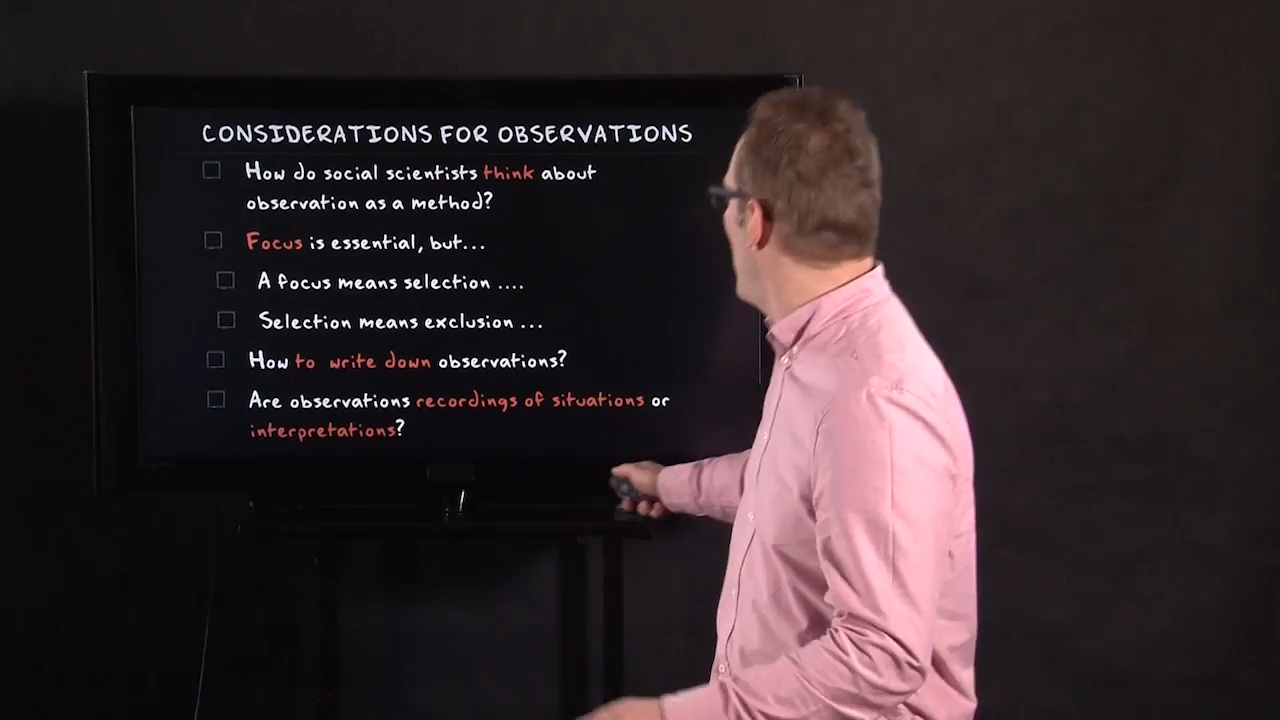 CONSIDERATIONS FOR OBSERVATIONS
How do social scientists think about
observation as a method?
Focus is essential, but...
A focus means selection ....
Selection means exclusion ...
How to write down observations?
Are observations recordings of situations or
interpretations?